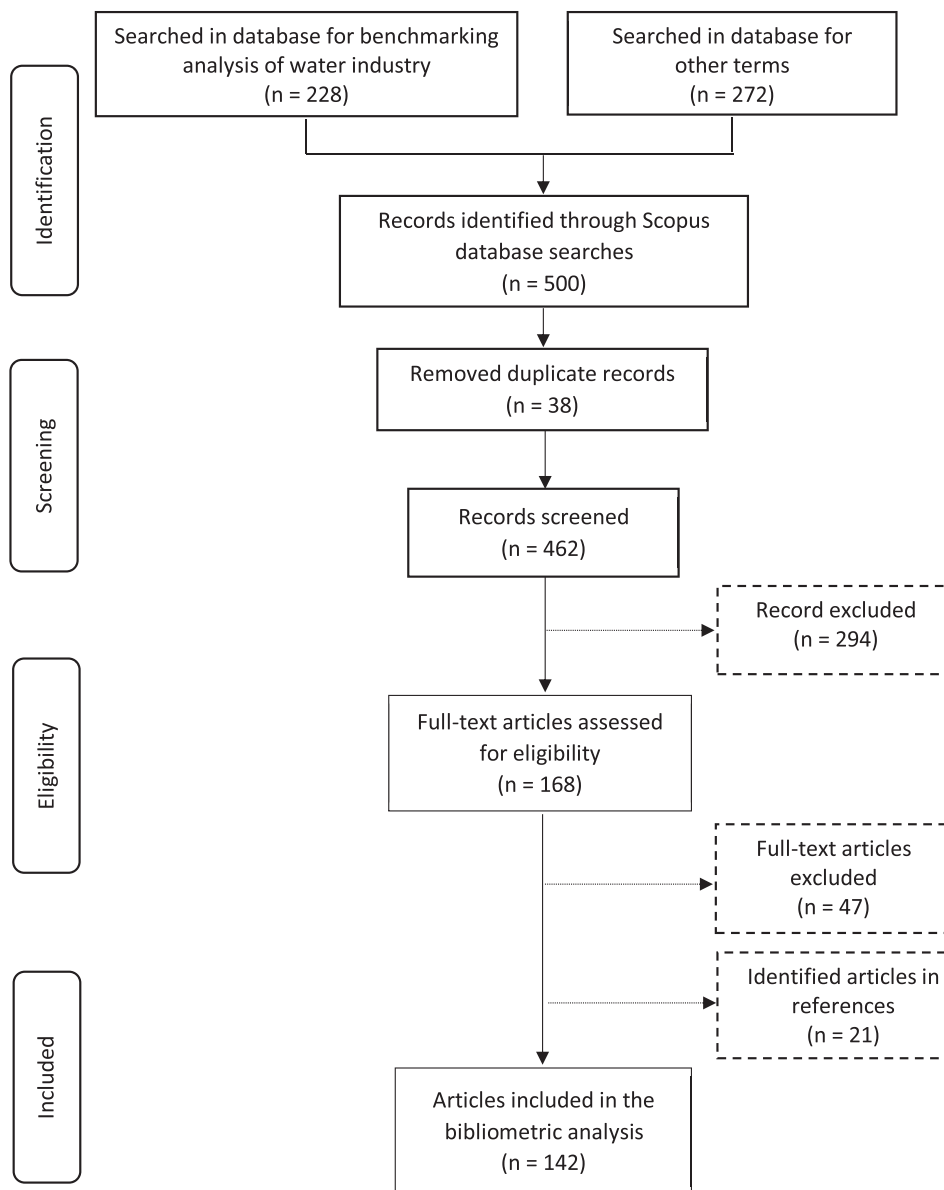 Searched in database for benchmarking
analysis of water industry
(n = 228)
Searched in database for
other terms
(n = 272)
Identification
Records identified through Scopus
database searches
(n = 500)
Removed duplicate records
(n = 38)
Screening
Records screened
(n = 462)
Record excluded
(n = 294)
Eligibility
Full-text articles assessed
for eligibility
(n = 168)
Full-text articles
excluded
(n = 47)
Identified articles in
references
(n = 21)
Included
Articles included in the
bibliometric analysis
(n = 142)